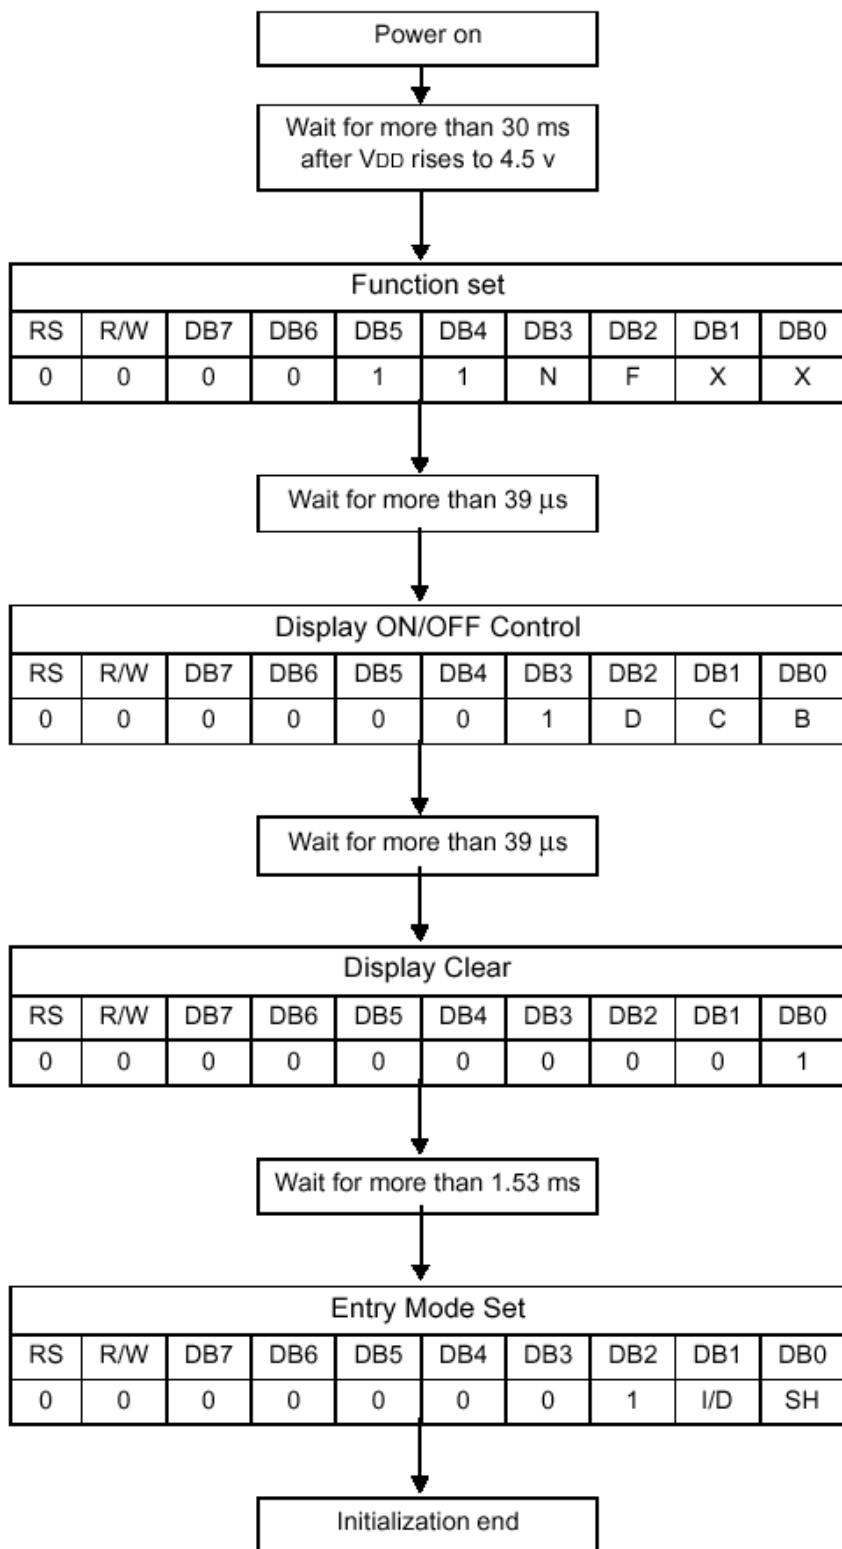 Power on
Wait for more than 30 ms
after VDD rises to 4.5 v
Function set
RS R/W DB7 DB6 DB5 DB4 DB3 DB2 DB1 DB0
0 0 0 0 1 1 N F X X
Wait for more than 39 μs
Display ON/OFF Control
RS R/W DB7 DB6 DB5 DB4 DB3 DB2 DB1 DB0
0 0 0 0 0 0 1 D C B
Wait for more than 39 μs
Display Clear
RS R/W DB7 DB6 DB5 DB4 DB3 DB2 DB1 DB0
0 0 0 0 0 0 0 0 0 1
Wait for more than 1.53 ms
Entry Mode Set
RS R/W DB7 DB6 DB5 DB4 DB3 DB2 DB1 DB0
0 0 0 0 0 0 0 1 I/D SH
Initialization end